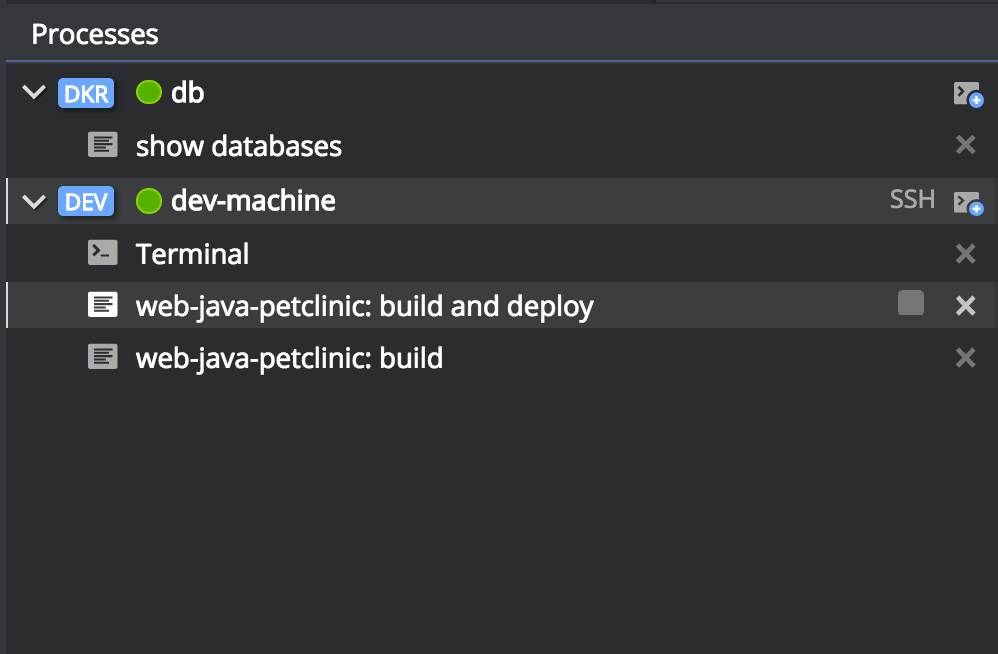 Processes
DKR db
show databases
DEV dev-machine SSH
Terminal
web-java-petclinic: build and deploy
web-java-petclinic: build